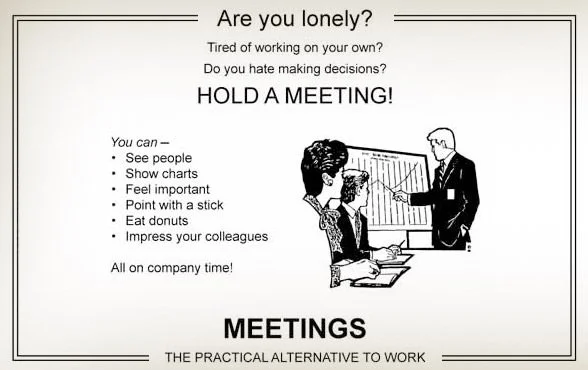 Are you lonely?
Tired of working on your own?
Do you hate making decisions?
HOLD A MEETING!
You can –
• See people
• Show charts
• Feel important
• Point with a stick
• Eat donuts
• Impress your colleagues
All on company time!
MEETINGS
THE PRACTICAL ALTERNATIVE TO WORK